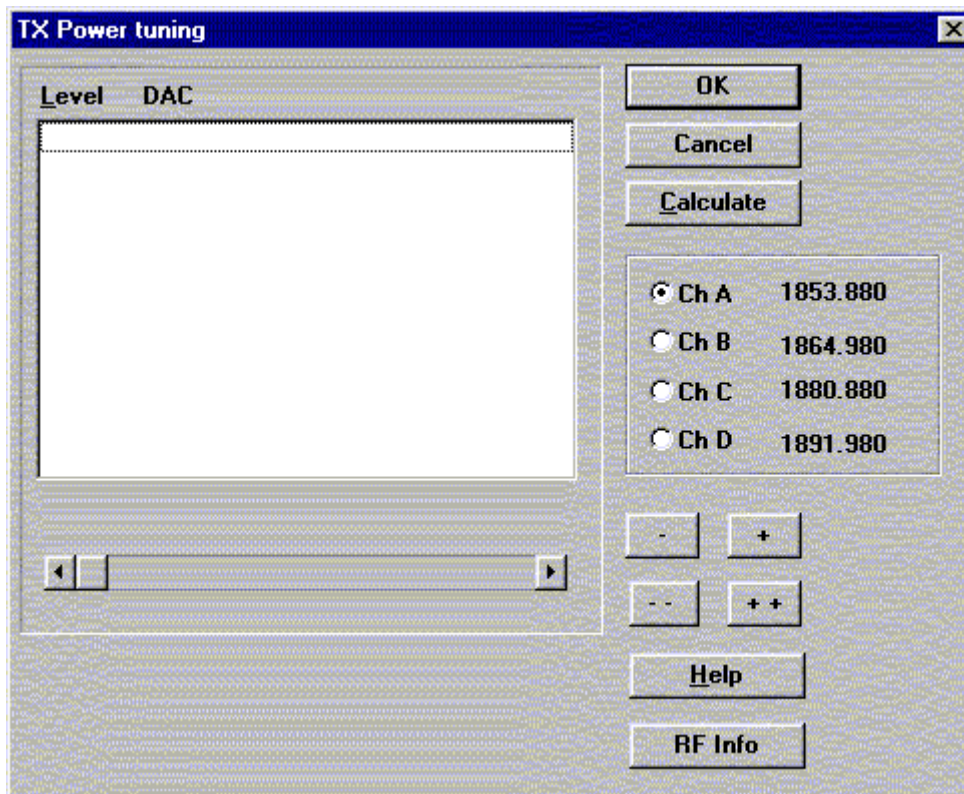 TX Power tuning
Level DAC
OK
Cancel
Calculate
Ch A 1853.880
Ch B 1864.980
Ch C 1880.880
Ch D 1891.980
- +
- - + +
Help
RF Info